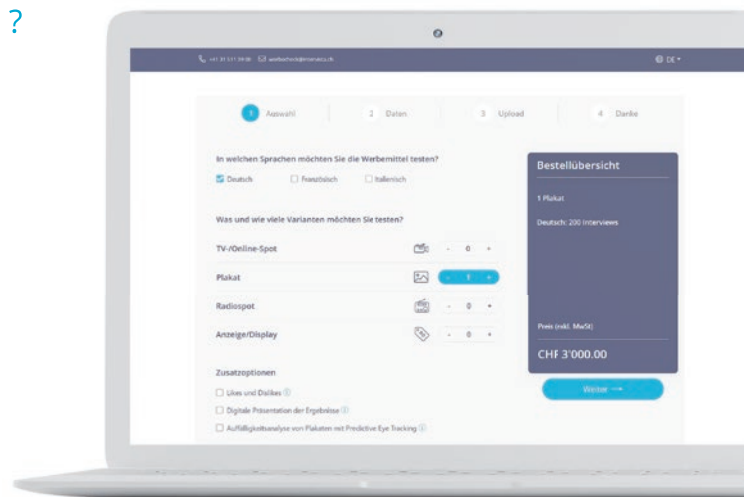 ?
DE
1 Auswahl
2 Daten
3 Upload
4 Danke
In welchen Sprachen möchten Sie die Werbemittel testen?
Deutsch
Französisch
Italienisch
Was und wie viele Varianten möchten Sie testen?
TV-/Online-Spot
- 0 +
Plakat
- 1 +
Radiospot
- 0 +
Anzeige/Display
- 0 +
Zusatzoptionen
Likes und Dislikes
Digitale Präsentation der Ergebnisse
Auffälligkeitsanalyse von Plakaten mit Predictive Eye Tracking
Bestellübersicht
1 Plakat
Deutsch: 200 Interviews
Preis (inkl. MwSt)
CHF 3'000.00
Weiter →